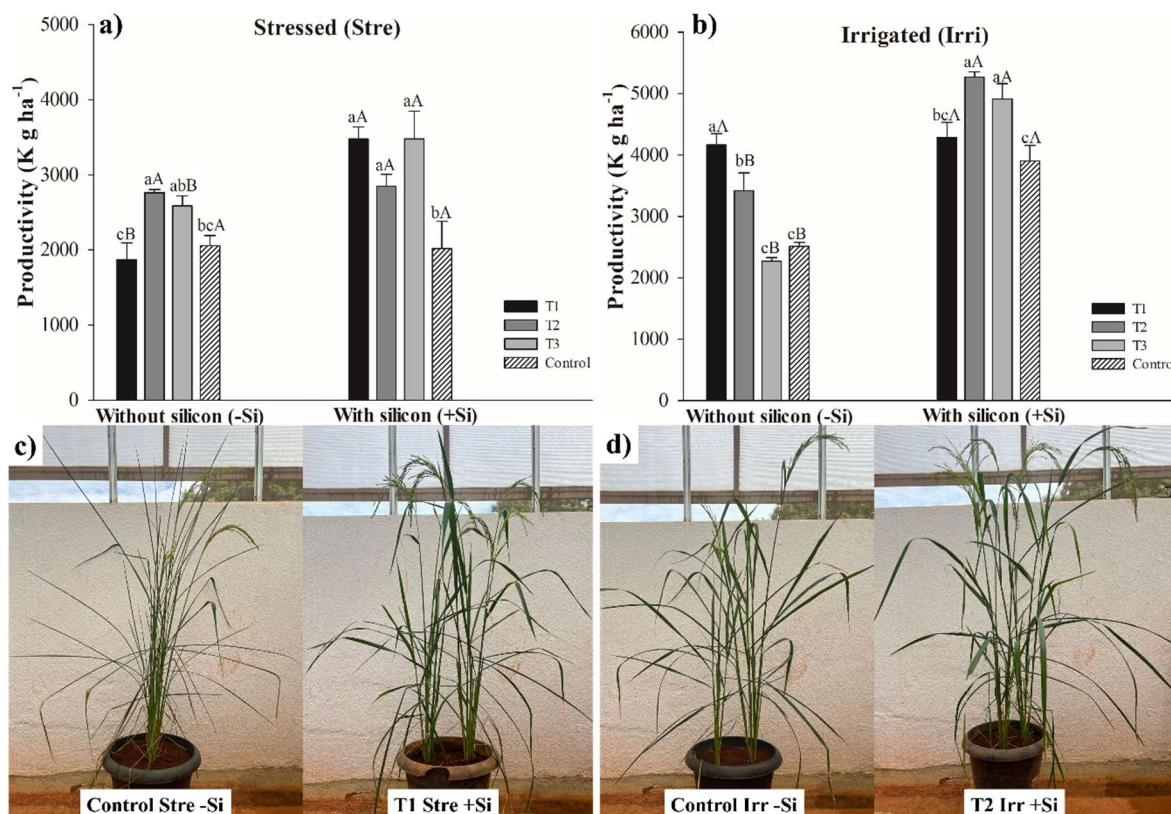 a)
Stressed (Stre)
Productivity (K g ha⁻¹)
5000
4000
3000
2000
1000
0
cB
aA
abB
bcA
aA
aA
aA
bA
T1
T2
T3
Control
Without silicon (-Si)
With silicon (+Si)
b)
Irrigated (Irri)
Productivity (K g ha⁻¹)
6000
5000
4000
3000
2000
1000
0
aA
bB
cB
cB
bcA
aA
aA
cA
T1
T2
T3
Control
Without silicon (-Si)
With silicon (+Si)
c)
Control Stre -Si
T1 Stre +Si
d)
Control Irr -Si
T2 Irr +Si